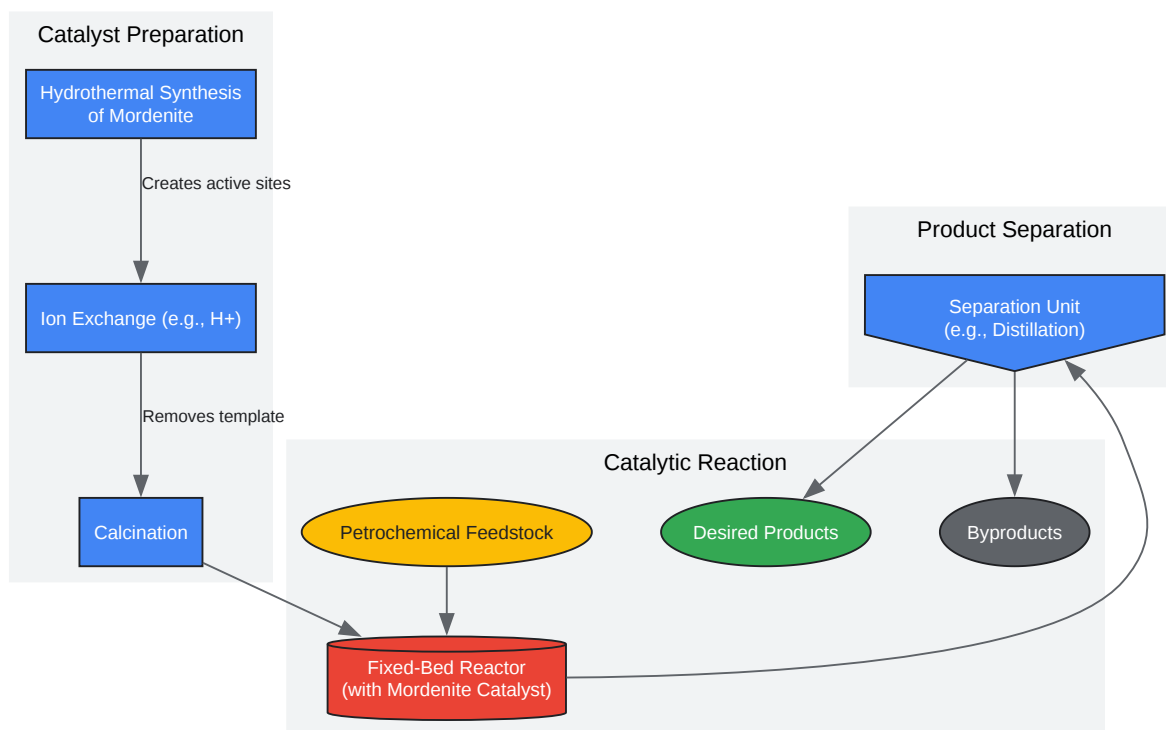 Catalyst Preparation
Hydrothermal Synthesis
of Mordenite
Creates active sites
Ion Exchange (e.g., H+)
Removes template
Calcination
Product Separation
Separation Unit
(e.g., Distillation)
Catalytic Reaction
Petrochemical Feedstock
Desired Products
Byproducts
Fixed-Bed Reactor
(with Mordenite Catalyst)